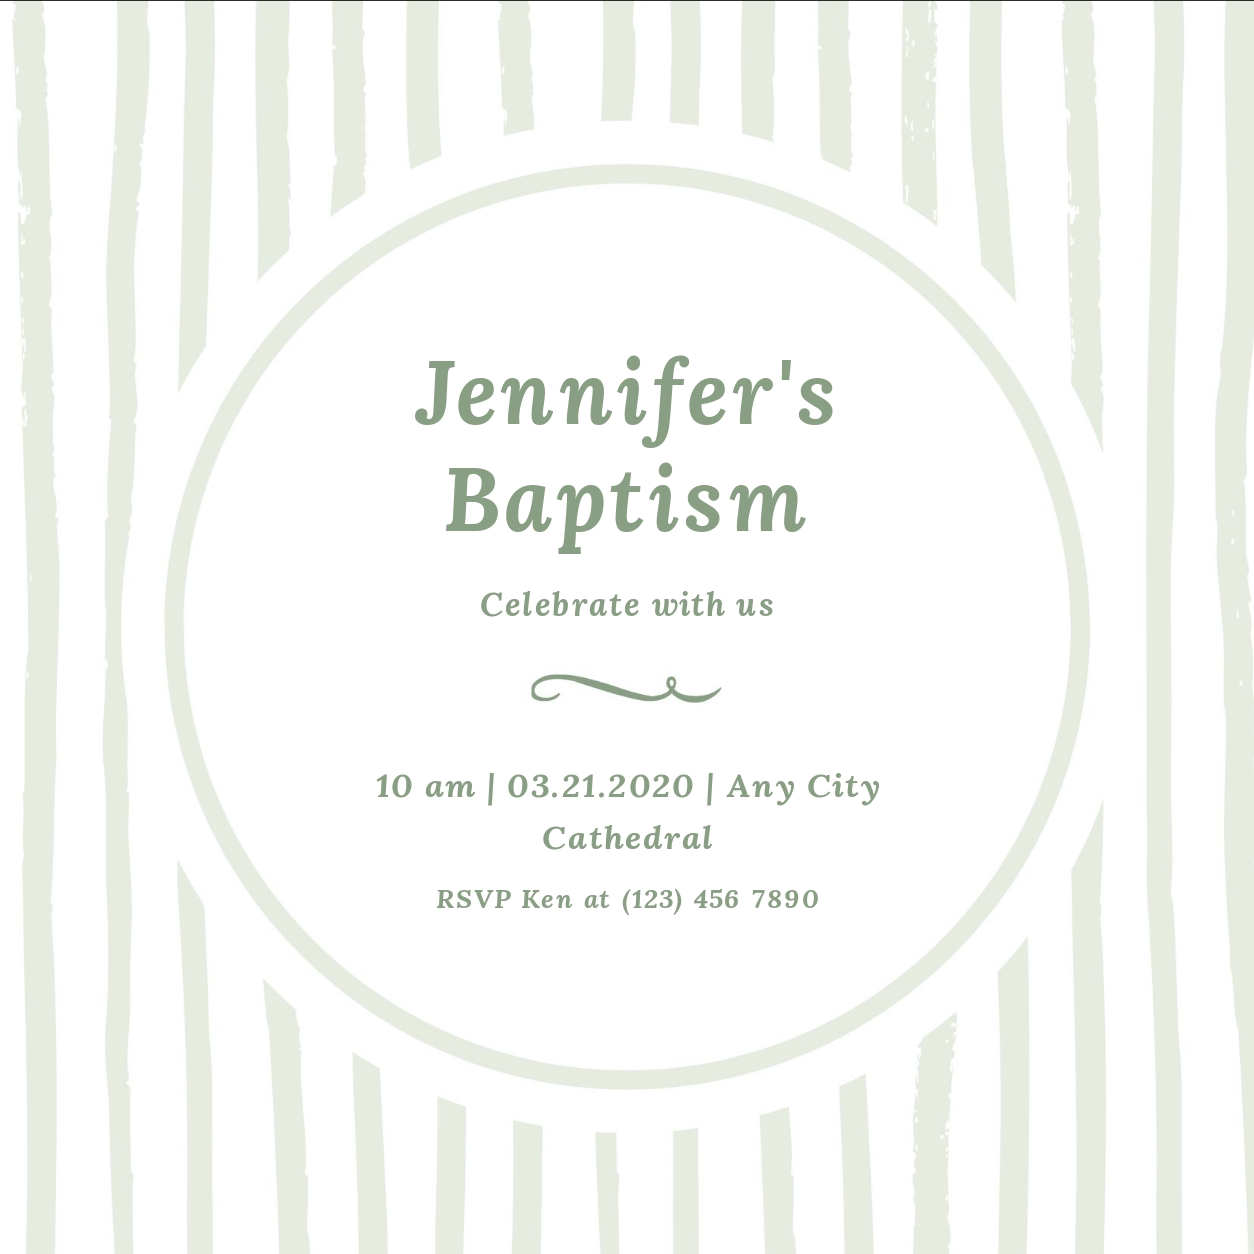 Jennifer's
Baptism
Celebrate with us
10 am | 03.21.2020 | Any City
Cathedral
RSVP Ken at (123) 456 7890